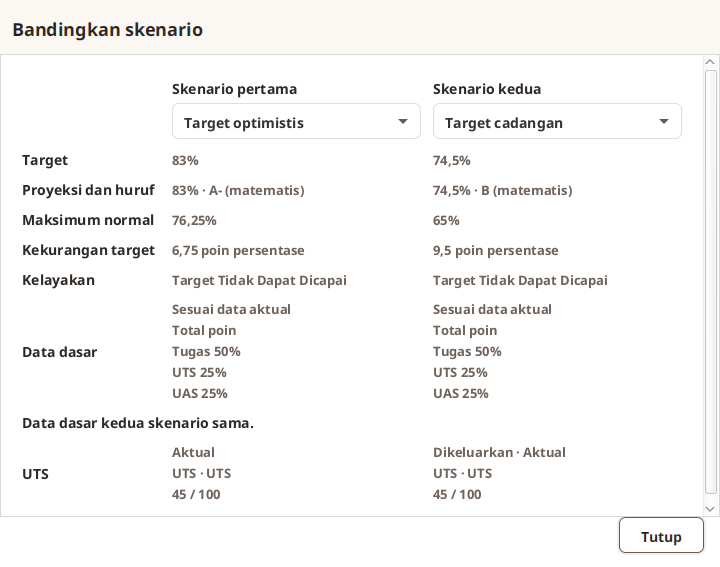 Bandingkan skenario
Skenario pertama Skenario kedua
Target optimistis Target cadangan
Target 83% 74,5%
Proyeksi dan huruf 83% · A- (matematis) 74,5% · B (matematis)
Maksimum normal 76,25% 65%
Kekurangan target 6,75 poin persentase 9,5 poin persentase
Kelayakan Target Tidak Dapat Dicapai Target Tidak Dapat Dicapai
Sesuai data aktual Sesuai data aktual
Total poin Total poin
Data dasar Tugas 50% Tugas 50%
UTS 25% UTS 25%
UAS 25% UAS 25%
Data dasar kedua skenario sama.
Aktual Dikeluarkan · Aktual
UTS UTS · UTS UTS · UTS
45 / 100 45 / 100
Tutup